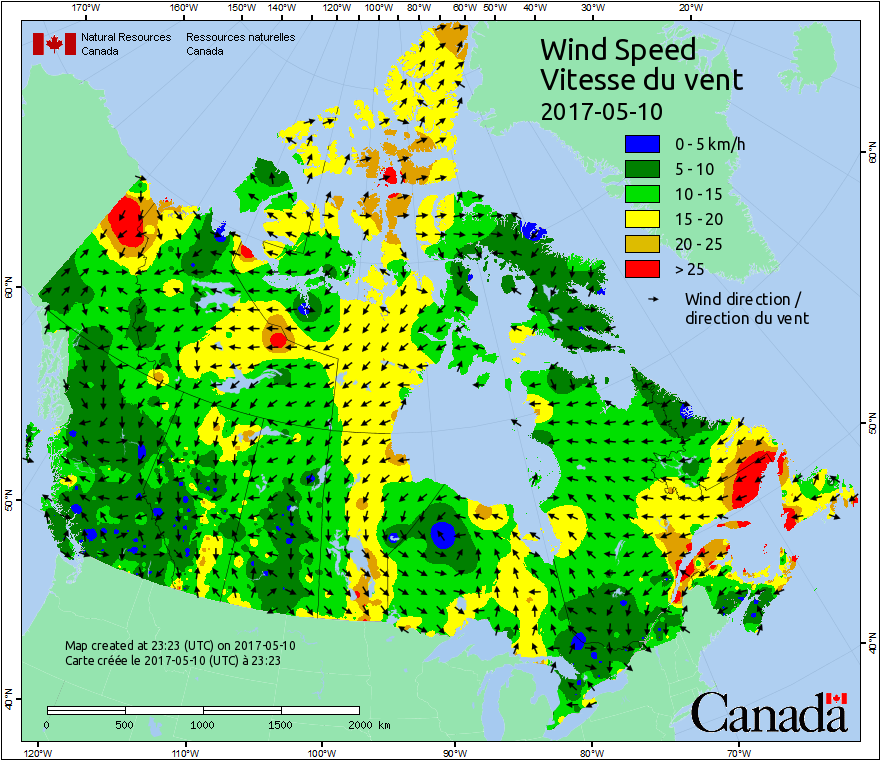 170°W 160°W 150°W 140°W 130°W 120°W 110°W 100°W 80°W 60°W 50°W 40°W 30°W 20°W
Natural Resources Ressources naturelles
Canada Canada
Wind Speed
Vitesse du vent
2017-05-10
0 - 5 km/h
5 - 10
10 - 15
15 - 20
20 - 25
> 25
Wind direction /
direction du vent
60°N 60°N
50°N 50°N
40°N 40°N
Map created at 23:23 (UTC) on 2017-05-10
Carte créée le 2017-05-10 (UTC) à 23:23
0 500 1000 1500 2000 km
Canada
120°W 110°W 100°W 90°W 80°W 70°W